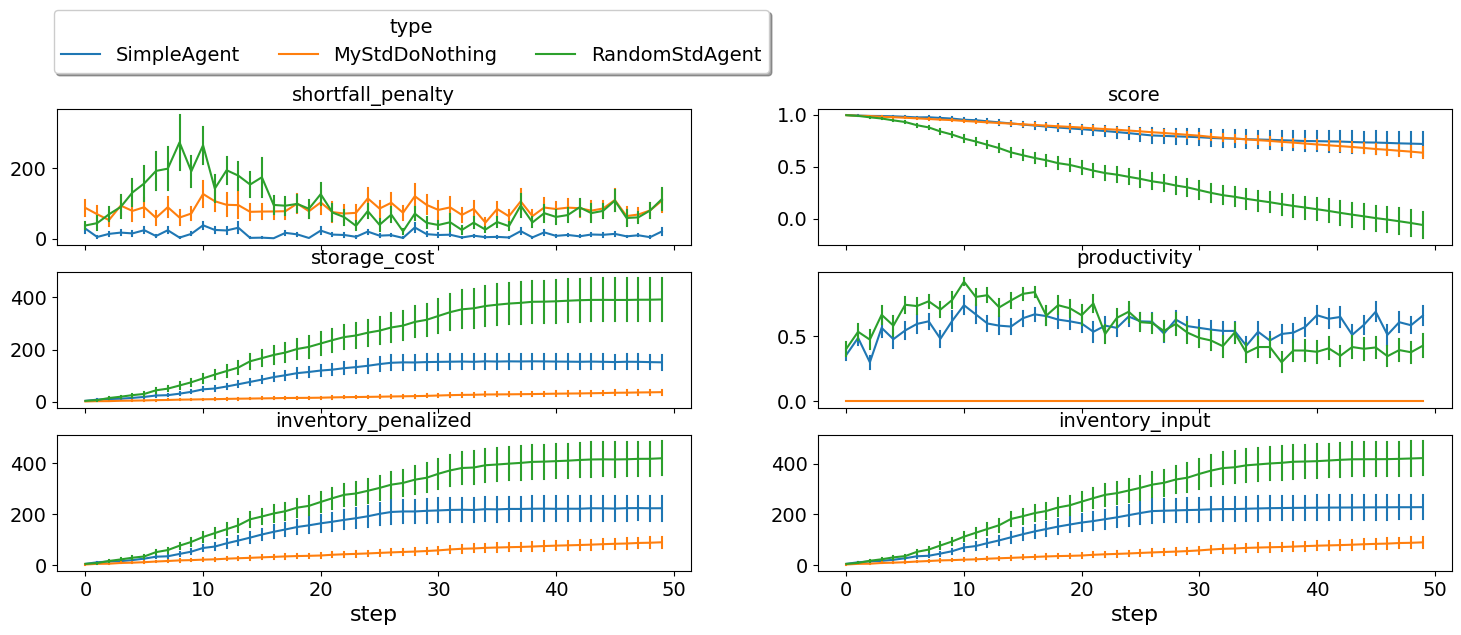 type
SimpleAgent MyStdDoNothing RandomStdAgent
shortfall_penalty
200
0
score
1.0
0.5
0.0
storage_cost
400
200
0
productivity
0.5
0.0
inventory_penalized
400
200
0
0 10 20 30 40 50
step
inventory_input
400
200
0
0 10 20 30 40 50
step